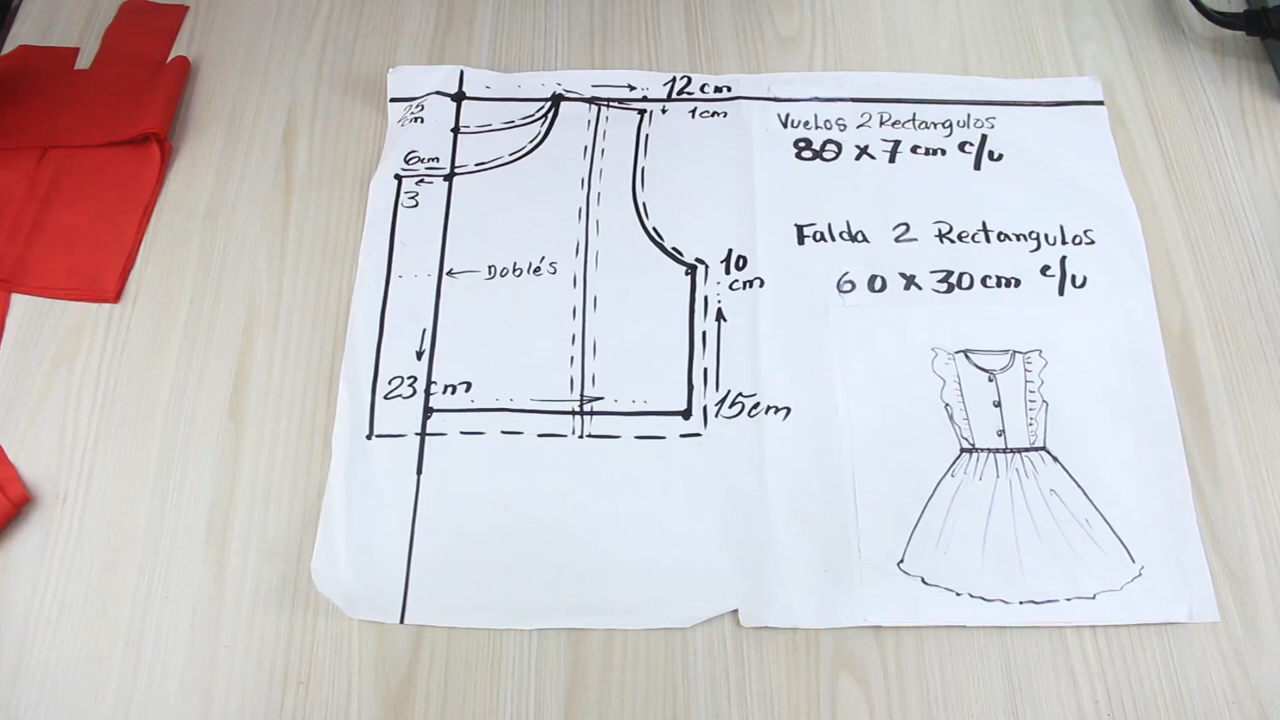 12cm
2,5
cm
1cm
6cm
3
Doblés
10
cm
23cm
15cm
Vuelos 2 Rectangulos
80 x 7 cm c/u
Falda 2 Rectangulos
60 x 30 cm c/u